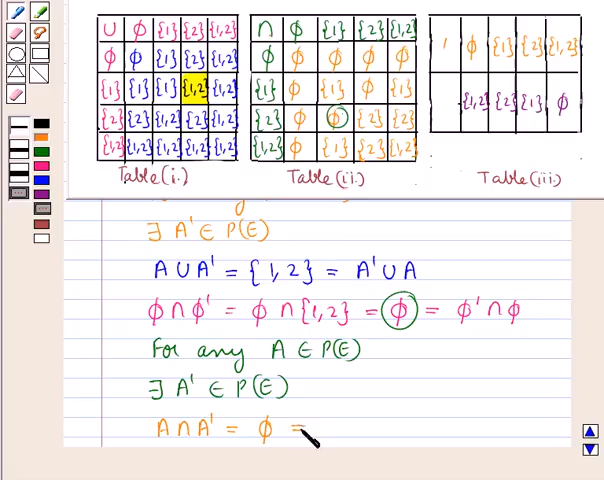 ∪ ϕ {1} {2} {1,2}
ϕ ϕ {1} {2} {1,2}
{1} {1} {1} {1,2} {1,2}
{2} {2} {1,2} {2} {1,2}
{1,2} {1,2} {1,2} {1,2} {1,2}
Table(i.)
∩ ϕ {1} {2} {1,2}
ϕ ϕ ϕ ϕ ϕ
{1} ϕ {1} ϕ {1}
{2} ϕ ϕ {2} {2}
{1,2} ϕ {1} {2} {1,2}
Table(ii.)
' ϕ {1} {2} {1,2}
{1,2} {2} {1} ϕ
Table(iii)
∃ A' ∈ P(E)
A ∪ A' = {1,2} = A' ∪ A
ϕ ∩ ϕ' = ϕ ∩ {1,2} = ϕ = ϕ' ∩ ϕ
For any A ∈ P(E)
∃ A' ∈ P(E)
A ∩ A' = ϕ =